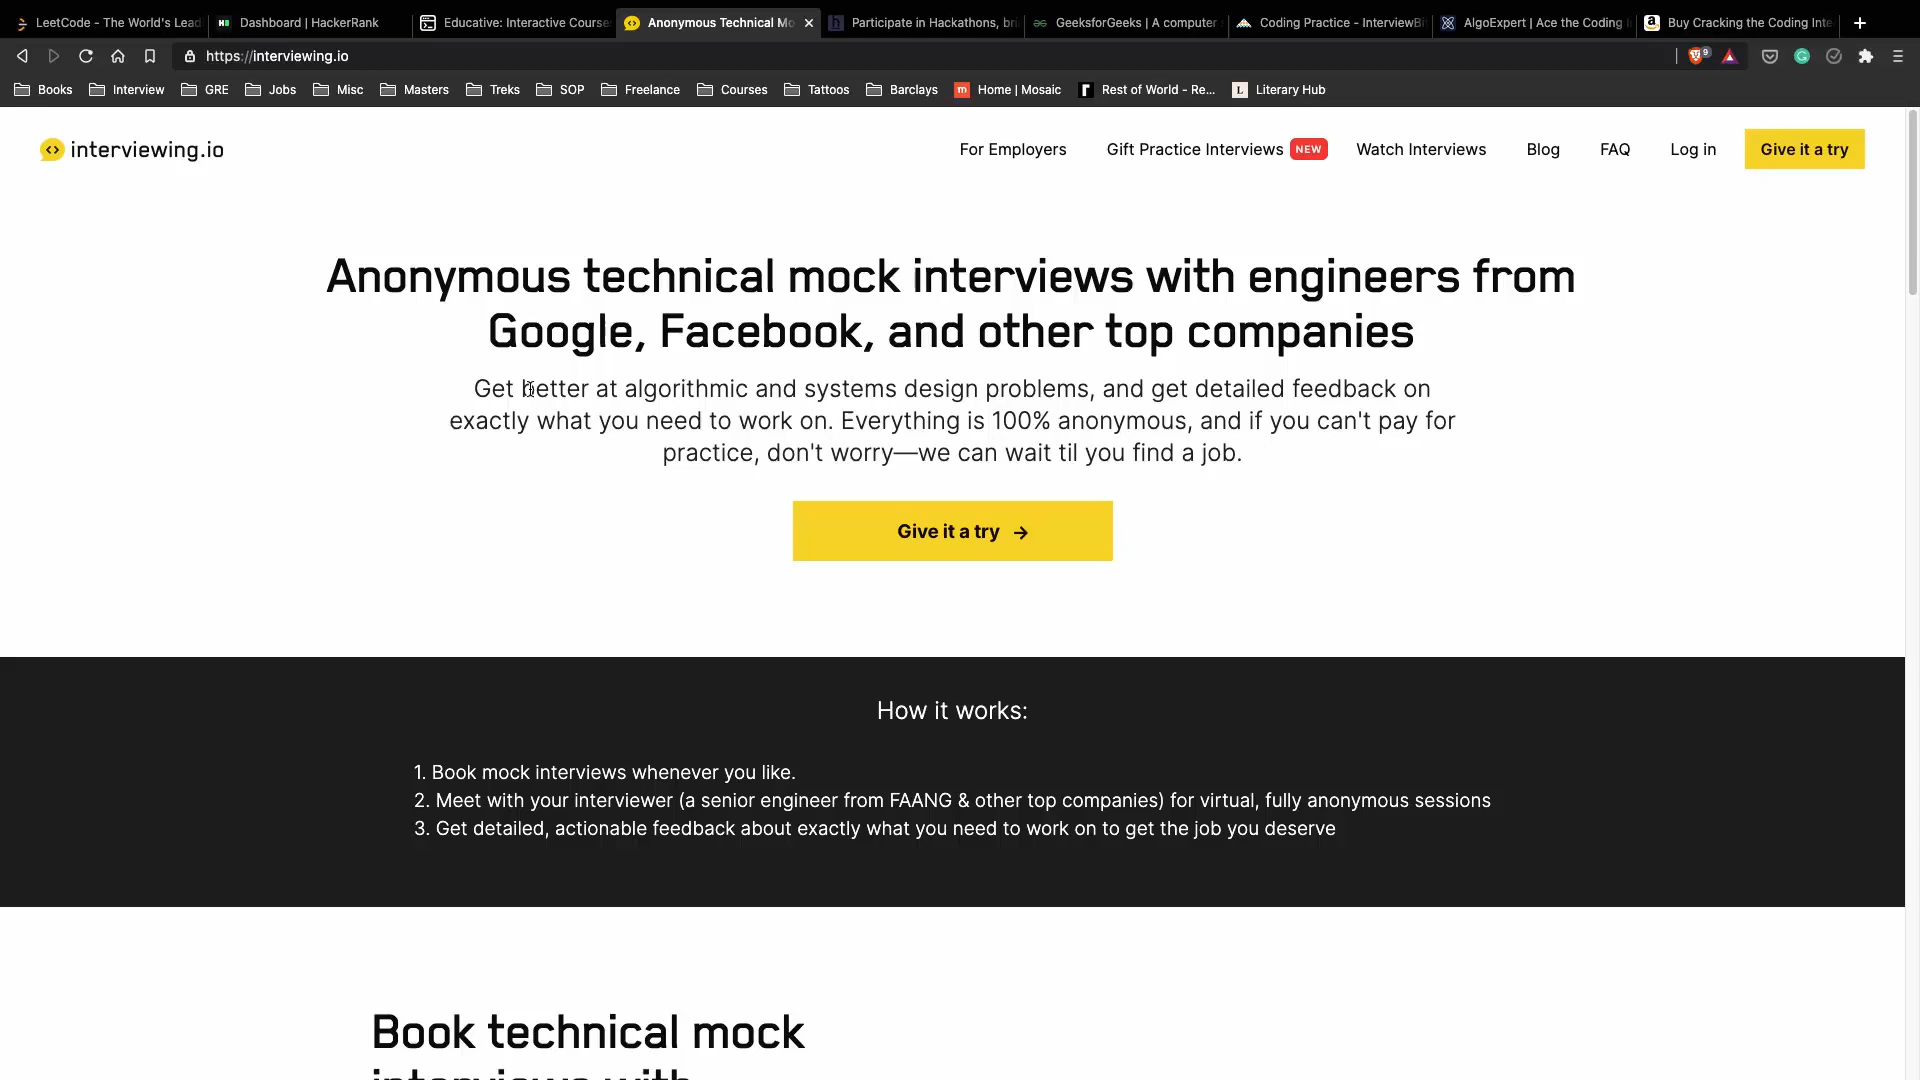 LeetCode - The World's Lead
Dashboard | HackerRank
Educative: Interactive Course
Anonymous Technical Mo
Participate in Hackathons, bri
GeeksforGeeks | A computer
Coding Practice - InterviewBi
AlgoExpert | Ace the Coding I
Buy Cracking the Coding Inte
https://interviewing.io
9
Books
Interview
GRE
Jobs
Misc
Masters
Treks
SOP
Freelance
Courses
Tattoos
Barclays
Home | Mosaic
Rest of World - Re...
Literary Hub
interviewing.io
For Employers
Gift Practice Interviews NEW
Watch Interviews
Blog
FAQ
Log in
Give it a try
Anonymous technical mock interviews with engineers from
Google, Facebook, and other top companies
Get better at algorithmic and systems design problems, and get detailed feedback on
exactly what you need to work on. Everything is 100% anonymous, and if you can't pay for
practice, don't worry—we can wait til you find a job.
Give it a try →
How it works:
1. Book mock interviews whenever you like.
2. Meet with your interviewer (a senior engineer from FAANG & other top companies) for virtual, fully anonymous sessions
3. Get detailed, actionable feedback about exactly what you need to work on to get the job you deserve
Book technical mock
interviews with